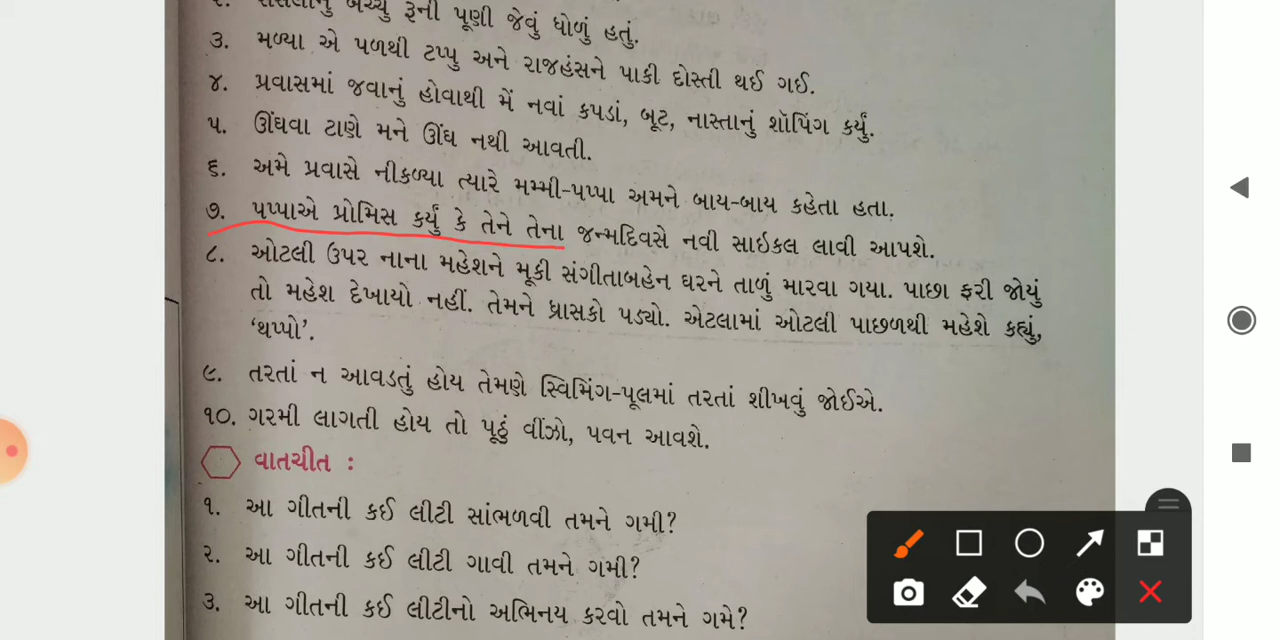 ૨. સસલાનું બચ્ચું રૂની પૂણી જેવું ધોળું હતું.
૩. મળ્યા એ પળથી ટપ્પુ અને રાજહંસને પાકી દોસ્તી થઈ ગઈ.
૪. પ્રવાસમાં જવાનું હોવાથી મેં નવાં કપડાં, બૂટ, નાસ્તાનું શૉપિંગ કર્યું.
૫. ઊંઘવા ટાણે મને ઊંઘ નથી આવતી.
૬. અમે પ્રવાસે નીકળ્યા ત્યારે મમ્મી-પપ્પા અમને બાય-બાય કહેતા હતા.
૭. પપ્પાએ પ્રોમિસ કર્યું કે તેને તેના જન્મદિવસે નવી સાઇકલ લાવી આપશે.
૮. ઓટલી ઉપર નાના મહેશને મૂકી સંગીતાબહેન ઘરને તાળું મારવા ગયા. પાછા ફરી જોયું
તો મહેશ દેખાયો નહીં. તેમને ધ્રાસકો પડ્યો. એટલામાં ઓટલી પાછળથી મહેશે કહ્યું,
‘થપ્પો’.
૯. તરતાં ન આવડતું હોય તેમણે સ્વિમિંગ-પૂલમાં તરતાં શીખવું જોઈએ.
૧૦. ગરમી લાગતી હોય તો પૂઠું વીંઝો, પવન આવશે.
વાતચીત :
૧. આ ગીતની કઈ લીટી સાંભળવી તમને ગમી?
૨. આ ગીતની કઈ લીટી ગાવી તમને ગમી?
૩. આ ગીતની કઈ લીટીનો અભિનય કરવો તમને ગમે?